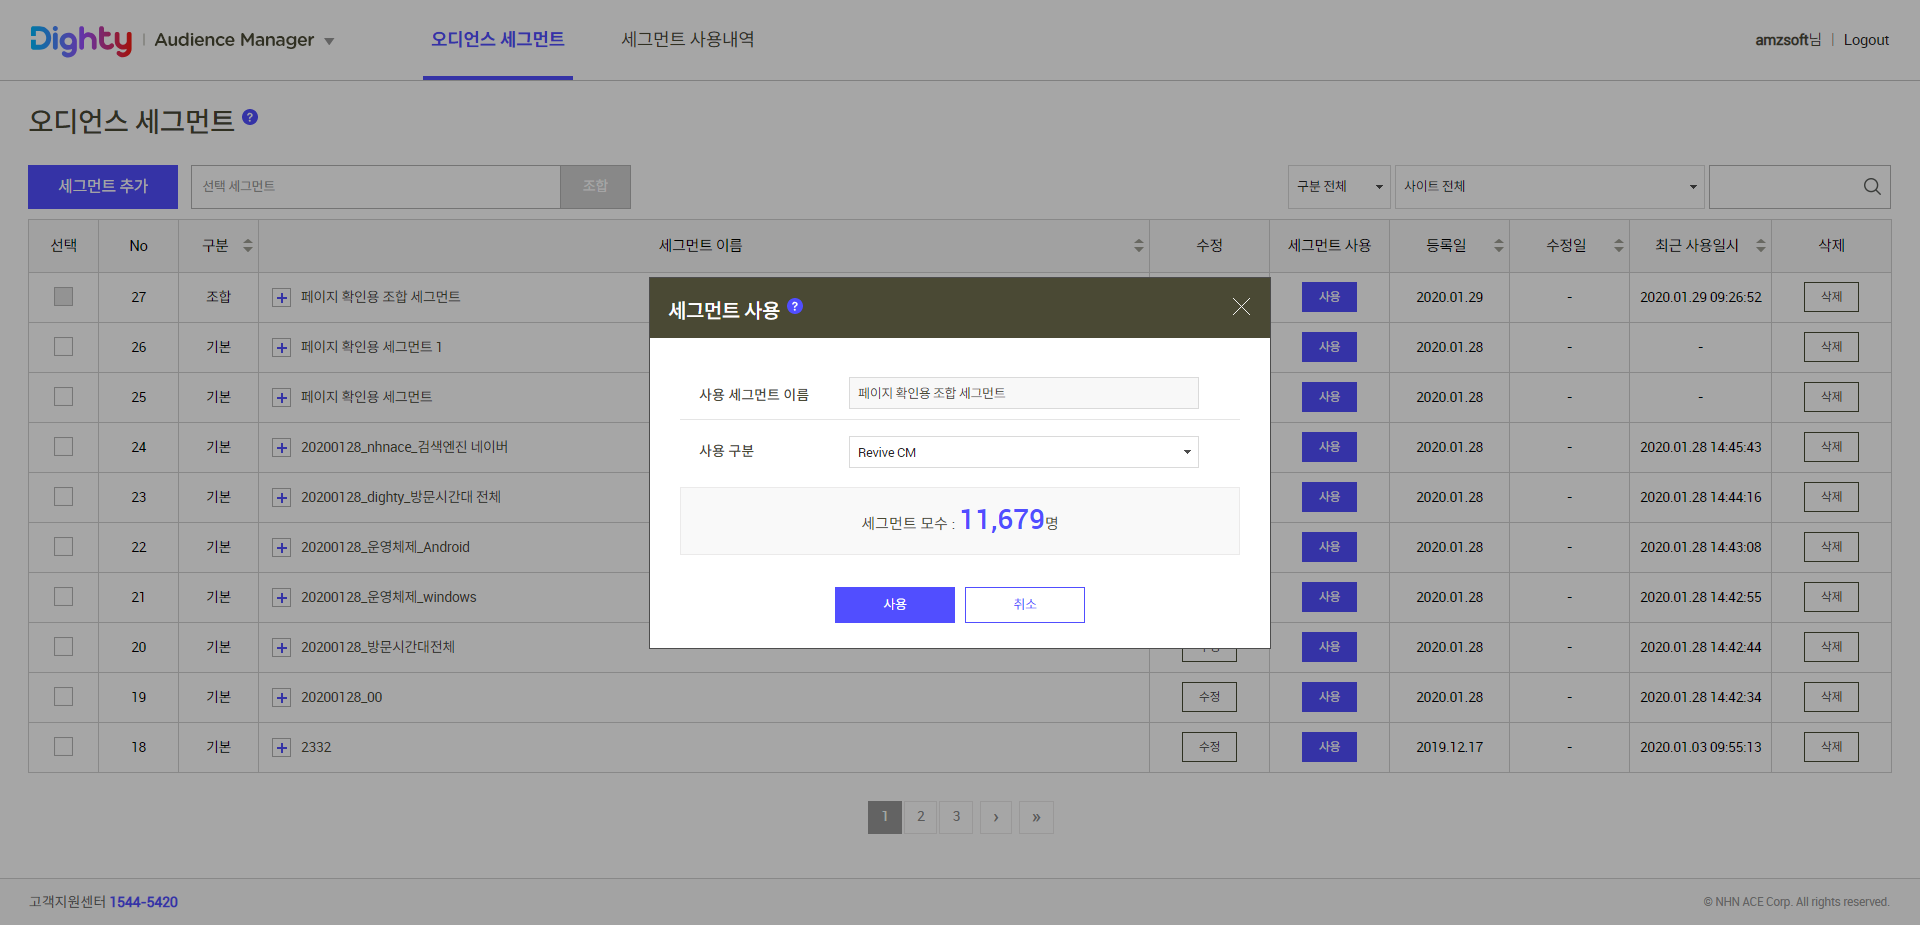 Dighty | Audience Manager 오디언스 세그먼트 세그먼트 사용내역 amzsoft님 | Logout
오디언스 세그먼트 ?
세그먼트 추가 선택 세그먼트 조합 구분 전체 사이트 전체
선택 No 구분 세그먼트 이름 수정 세그먼트 사용 등록일 수정일 최근 사용일시 삭제
27 조합 + 페이지 확인용 조합 세그먼트 사용 2020.01.29 - 2020.01.29 09:26:52 삭제
26 기본 + 페이지 확인용 세그먼트 1 사용 2020.01.28 - - 삭제
25 기본 + 페이지 확인용 세그먼트 사용 2020.01.28 - - 삭제
24 기본 + 20200128_nhnace_검색엔진 네이버 사용 2020.01.28 - 2020.01.28 14:45:43 삭제
23 기본 + 20200128_dighty_방문시간대 전체 사용 2020.01.28 - 2020.01.28 14:44:16 삭제
22 기본 + 20200128_운영체제_Android 사용 2020.01.28 - 2020.01.28 14:43:08 삭제
21 기본 + 20200128_운영체제_windows 사용 2020.01.28 - 2020.01.28 14:42:55 삭제
20 기본 + 20200128_방문시간대전체 사용 2020.01.28 - 2020.01.28 14:42:44 삭제
19 기본 + 20200128_00 수정 사용 2020.01.28 - 2020.01.28 14:42:34 삭제
18 기본 + 2332 수정 사용 2019.12.17 - 2020.01.03 09:55:13 삭제
세그먼트 사용 ?
사용 세그먼트 이름 페이지 확인용 조합 세그먼트
사용 구분 Revive CM
세그먼트 모수 : 11,679명
사용 취소
1 2 3 › »
고객지원센터 1544-5420 © NHN ACE Corp. All rights reserved.